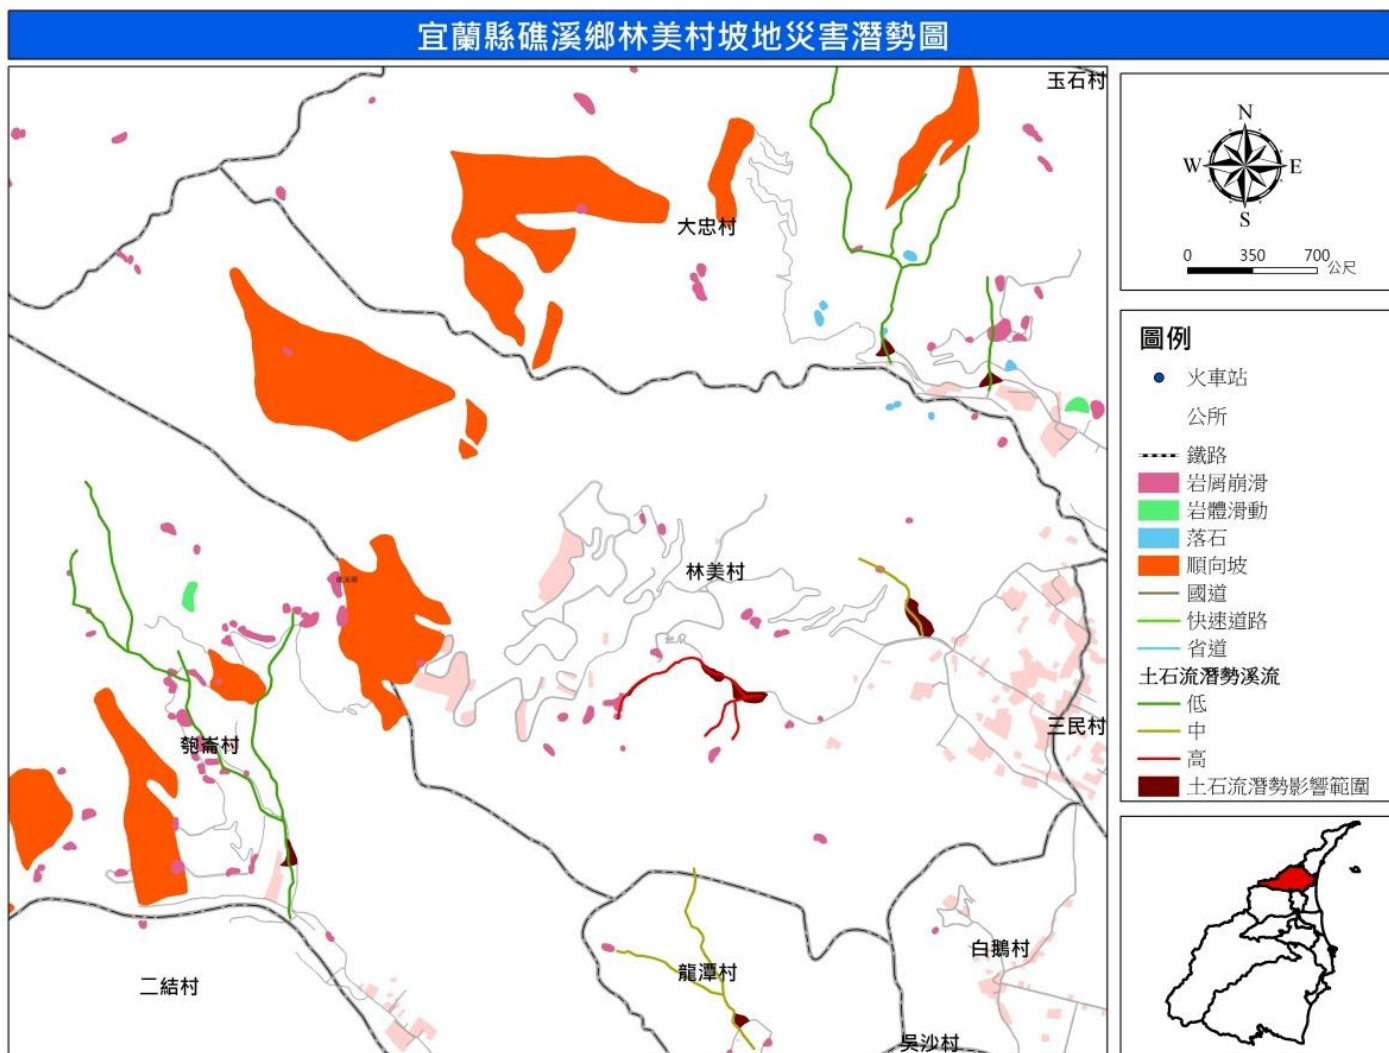 宜蘭縣礁溪鄉林美村坡地災害潛勢圖
玉石村
大忠村
林美村
三民村
匏崙村
二結村
龍潭村
白鵝村
吳沙村
N
W
E
S
0 350 700
公尺
圖例
火車站
公所
鐵路
岩屑崩滑
岩體滑動
落石
順向坡
國道
快速道路
省道
土石流潛勢溪流
低
中
高
土石流潛勢影響範圍